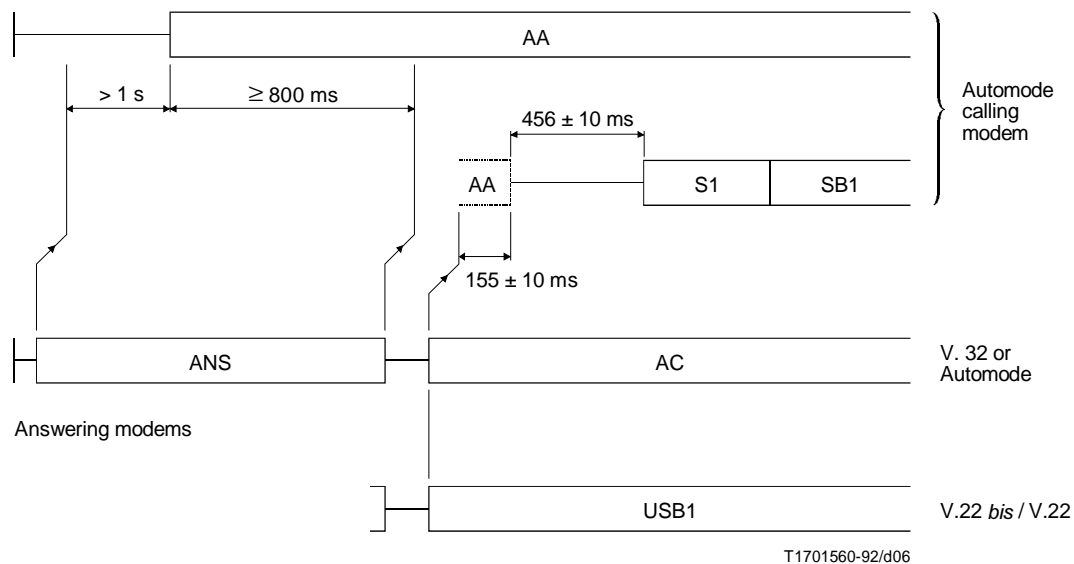 AA
> 1 s
≥ 800 ms
Automode
calling
modem
456 ± 10 ms
AA
S1
SB1
155 ± 10 ms
ANS
AC
V. 32 or
Automode
Answering modems
USB1
V.22 bis / V.22
T1701560-92/d06